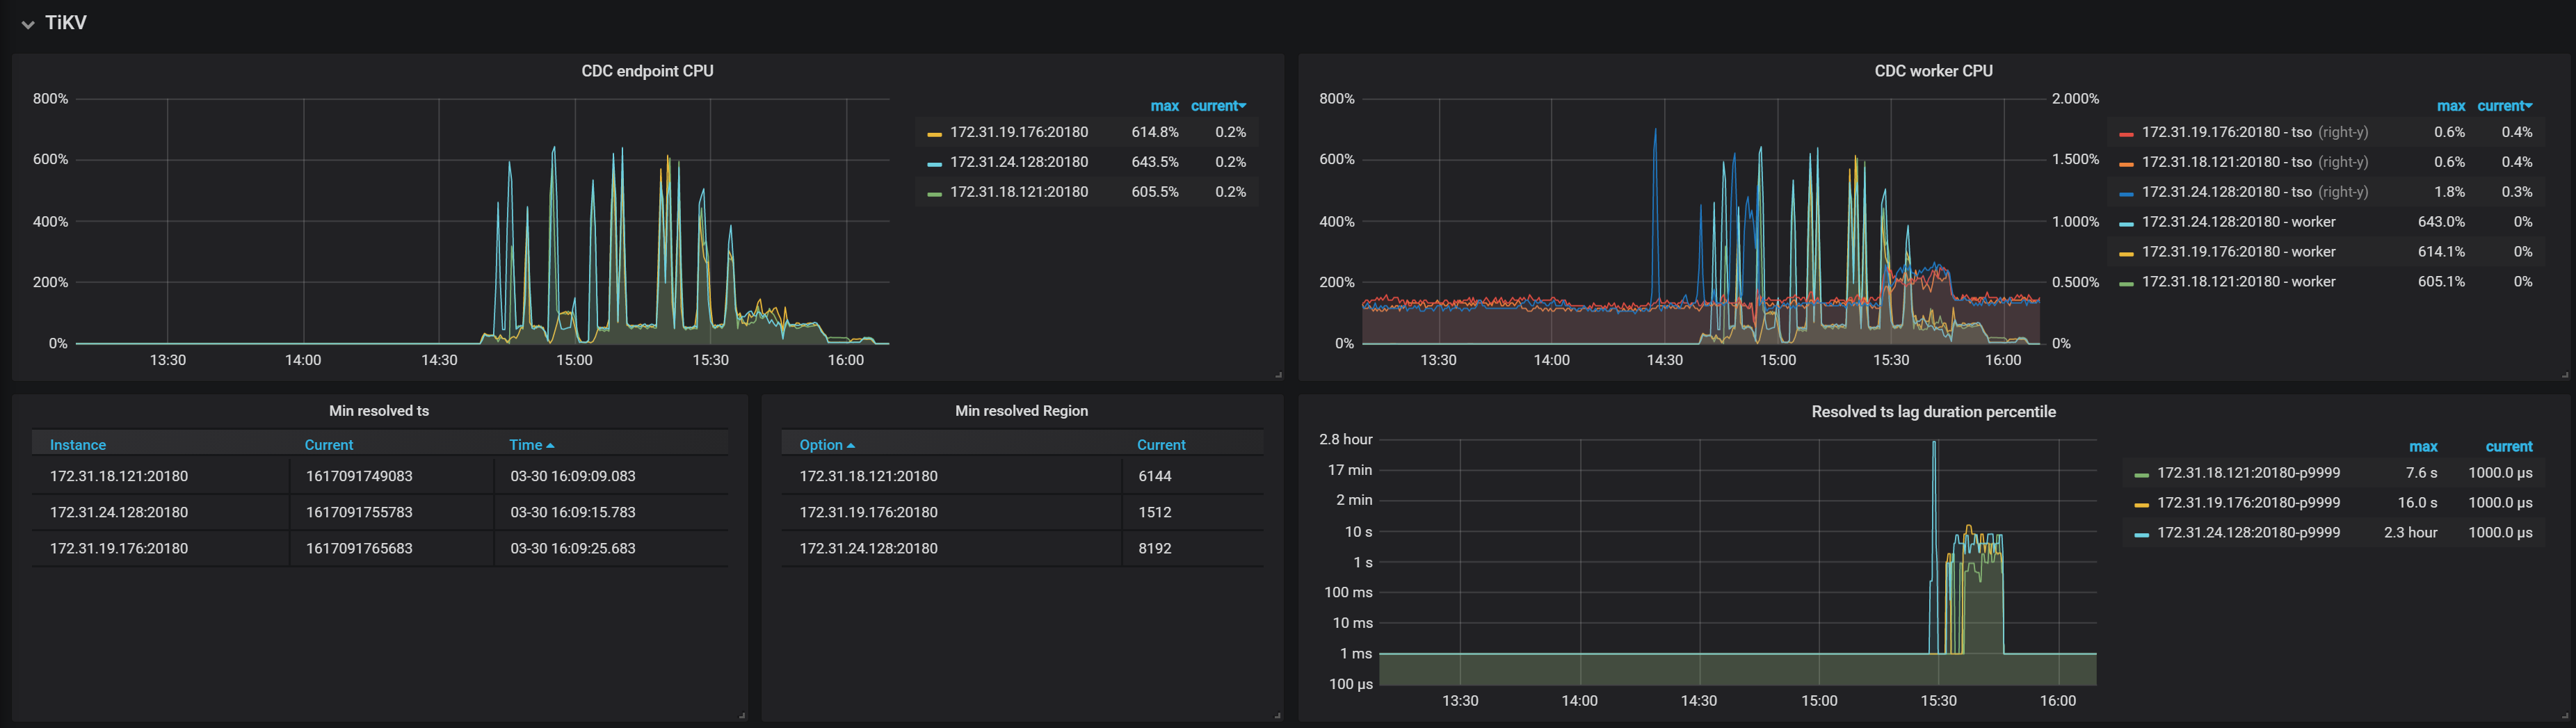 TiKV
CDC endpoint CPU
800%
600%
400%
200%
0%
13:30 14:00 14:30 15:00 15:30 16:00
max current
172.31.19.176:20180 614.8% 0.2%
172.31.24.128:20180 643.5% 0.2%
172.31.18.121:20180 605.5% 0.2%
CDC worker CPU
800%
600%
400%
200%
0%
2.000%
1.500%
1.000%
0.500%
0%
13:30 14:00 14:30 15:00 15:30 16:00
max current
172.31.19.176:20180 - tso (right-y) 0.6% 0.4%
172.31.18.121:20180 - tso (right-y) 0.6% 0.4%
172.31.24.128:20180 - tso (right-y) 1.8% 0.3%
172.31.24.128:20180 - worker 643.0% 0%
172.31.19.176:20180 - worker 614.1% 0%
172.31.18.121:20180 - worker 605.1% 0%
Min resolved ts
Instance Current Time
172.31.18.121:20180 1617091749083 03-30 16:09:09.083
172.31.24.128:20180 1617091755783 03-30 16:09:15.783
172.31.19.176:20180 1617091765683 03-30 16:09:25.683
Min resolved Region
Option Current
172.31.18.121:20180 6144
172.31.19.176:20180 1512
172.31.24.128:20180 8192
Resolved ts lag duration percentile
2.8 hour
17 min
2 min
10 s
1 s
100 ms
10 ms
1 ms
100 µs
13:30 14:00 14:30 15:00 15:30 16:00
max current
172.31.18.121:20180-p9999 7.6 s 1000.0 µs
172.31.19.176:20180-p9999 16.0 s 1000.0 µs
172.31.24.128:20180-p9999 2.3 hour 1000.0 µs